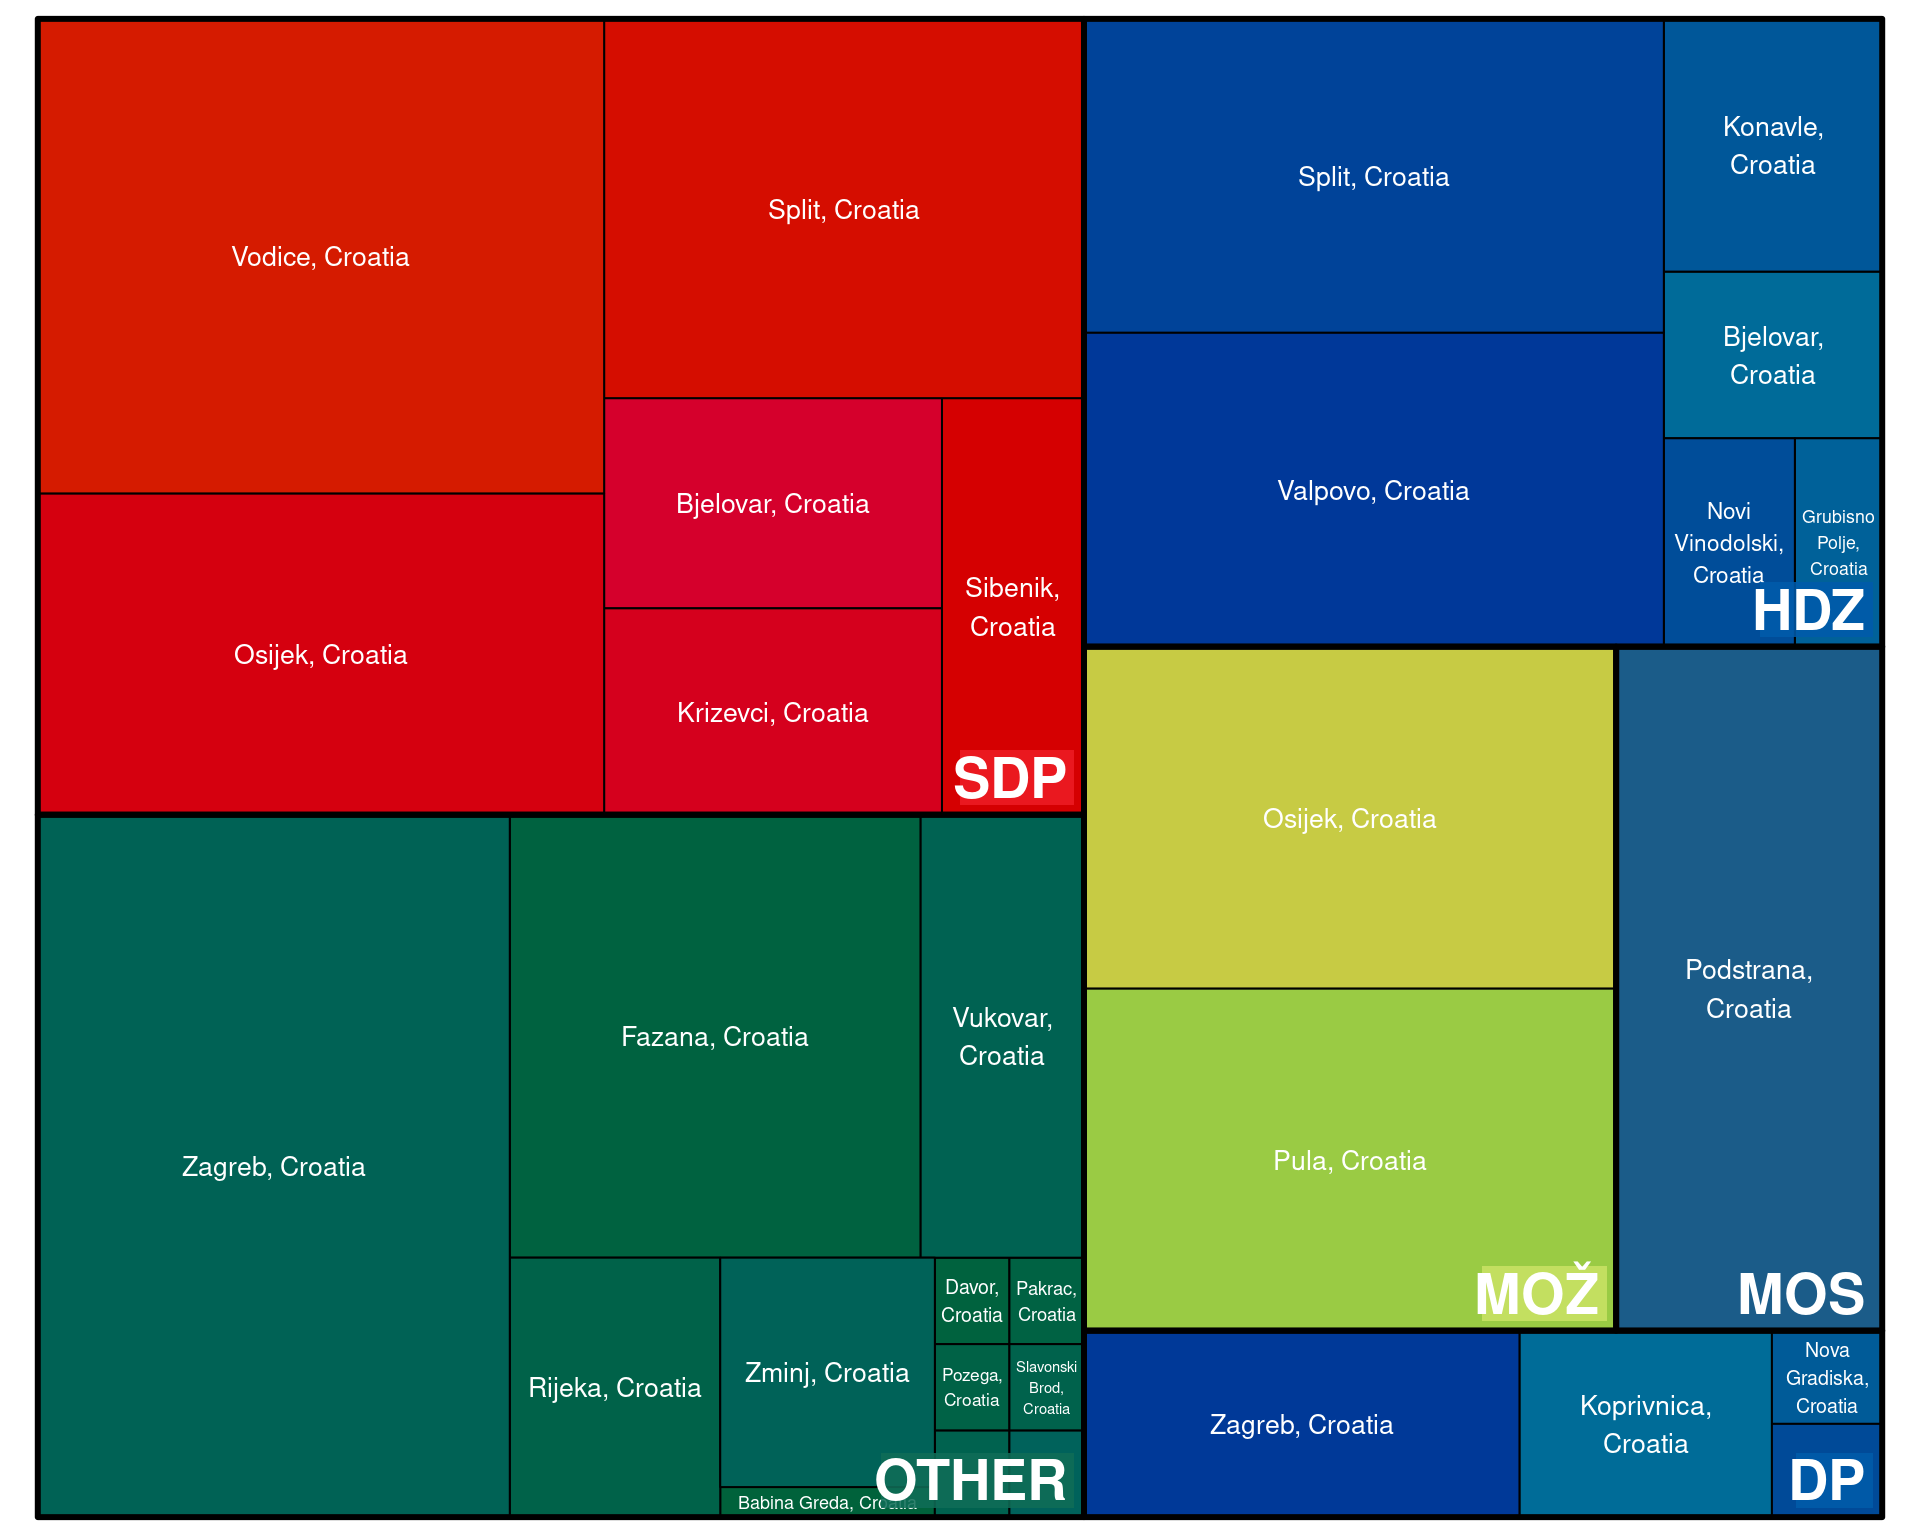 Vodice, Croatia
Split, Croatia
Osijek, Croatia
Bjelovar, Croatia
Krizevci, Croatia
Sibenik,
Croatia
SDP
Split, Croatia
Konavle,
Croatia
Bjelovar,
Croatia
Valpovo, Croatia
Novi
Vinodolski,
Croatia
Grubisno
Polje,
Croatia
HDZ
Zagreb, Croatia
Fazana, Croatia
Vukovar,
Croatia
Rijeka, Croatia
Zminj, Croatia
Davor,
Croatia
Pakrac,
Croatia
Pozega,
Croatia
Slavonski
Brod,
Croatia
Babina Greda, Croatia
OTHER
Osijek, Croatia
Pula, Croatia
MOŽ
Podstrana,
Croatia
MOS
Zagreb, Croatia
Koprivnica,
Croatia
Nova
Gradiska,
Croatia
DP